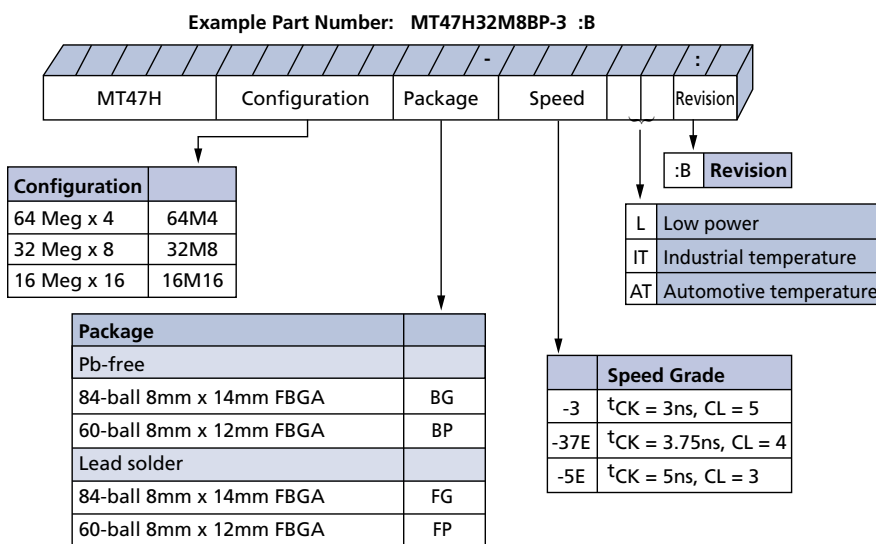 Example Part Number: MT47H32M8BP-3 :B
- :
MT47H Configuration Package Speed Revision
:B Revision
Configuration
64 Meg x 4 64M4
32 Meg x 8 32M8
16 Meg x 16 16M16
L Low power
IT Industrial temperature
AT Automotive temperature
Package
Pb-free
84-ball 8mm x 14mm FBGA BG
60-ball 8mm x 12mm FBGA BP
Lead solder
84-ball 8mm x 14mm FBGA FG
60-ball 8mm x 12mm FBGA FP
Speed Grade
-3 tCK = 3ns, CL = 5
-37E tCK = 3.75ns, CL = 4
-5E tCK = 5ns, CL = 3